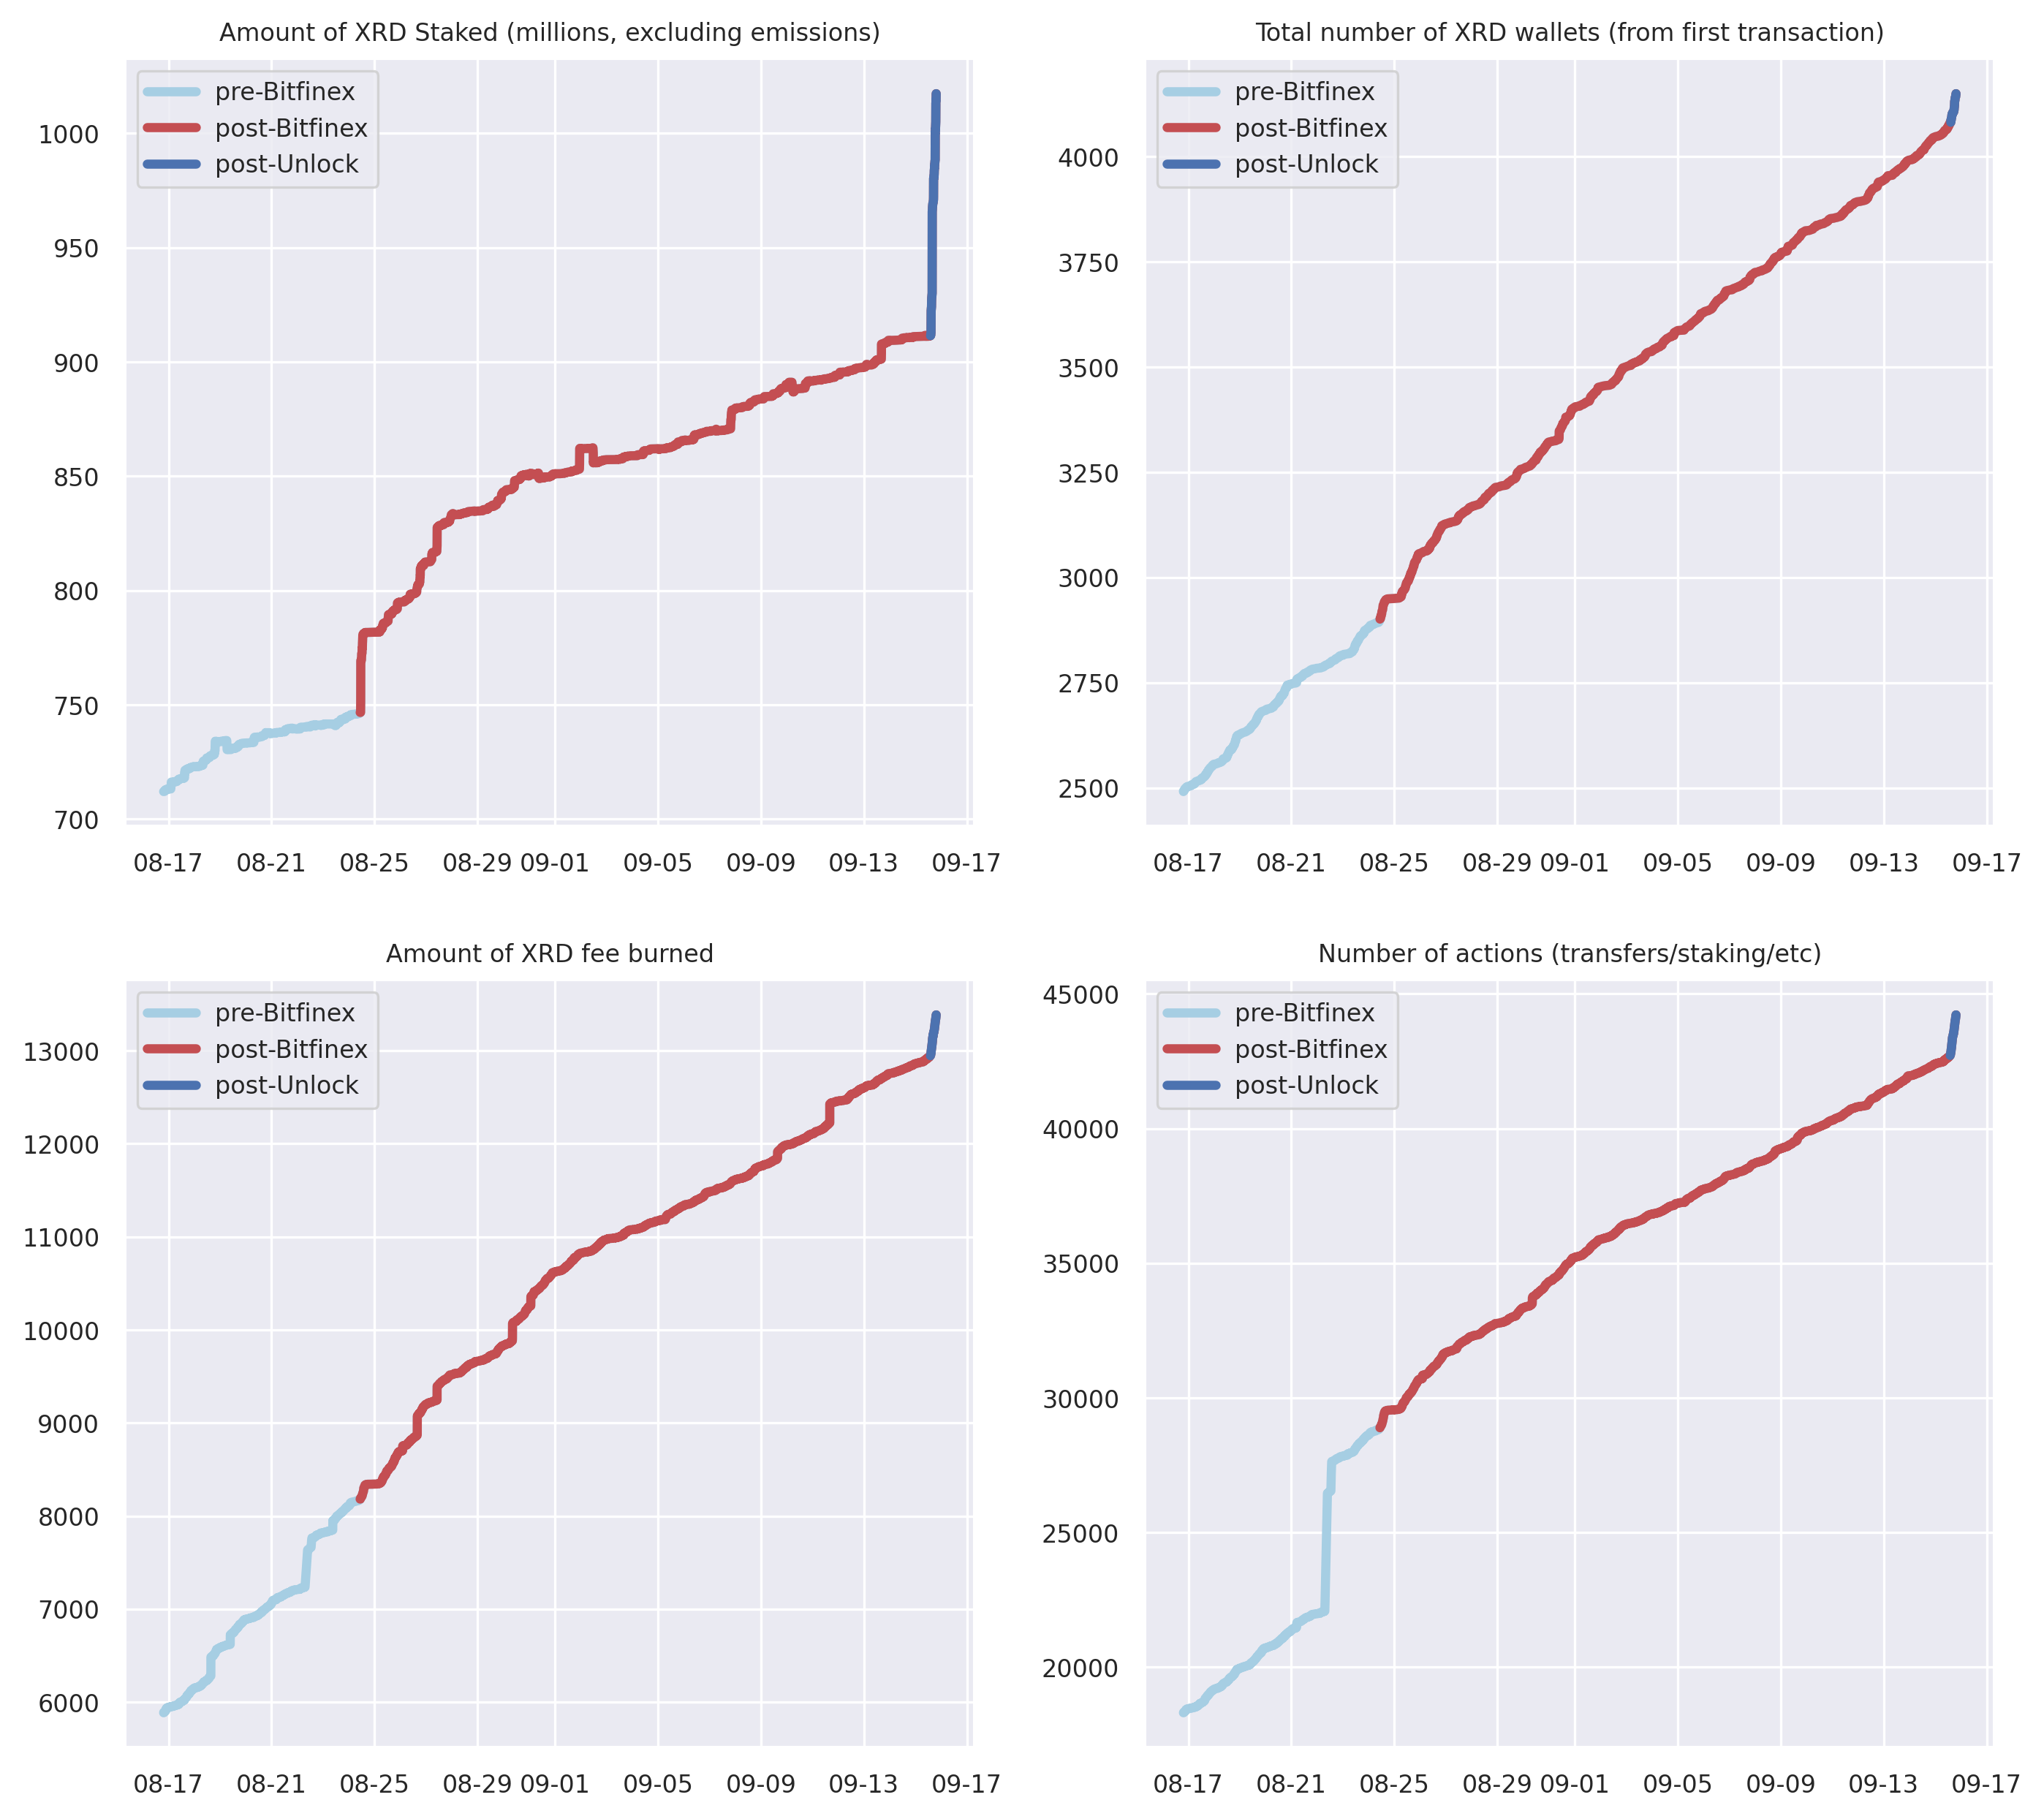 Amount of XRD Staked (millions, excluding emissions)
pre-Bitfinex
post-Bitfinex
post-Unlock
1000
950
900
850
800
750
700
08-17 08-21 08-25 08-29 09-01 09-05 09-09 09-13 09-17
Total number of XRD wallets (from first transaction)
pre-Bitfinex
post-Bitfinex
post-Unlock
4000
3750
3500
3250
3000
2750
2500
08-17 08-21 08-25 08-29 09-01 09-05 09-09 09-13 09-17
Amount of XRD fee burned
pre-Bitfinex
post-Bitfinex
post-Unlock
13000
12000
11000
10000
9000
8000
7000
6000
08-17 08-21 08-25 08-29 09-01 09-05 09-09 09-13 09-17
Number of actions (transfers/staking/etc)
pre-Bitfinex
post-Bitfinex
post-Unlock
45000
40000
35000
30000
25000
20000
08-17 08-21 08-25 08-29 09-01 09-05 09-09 09-13 09-17